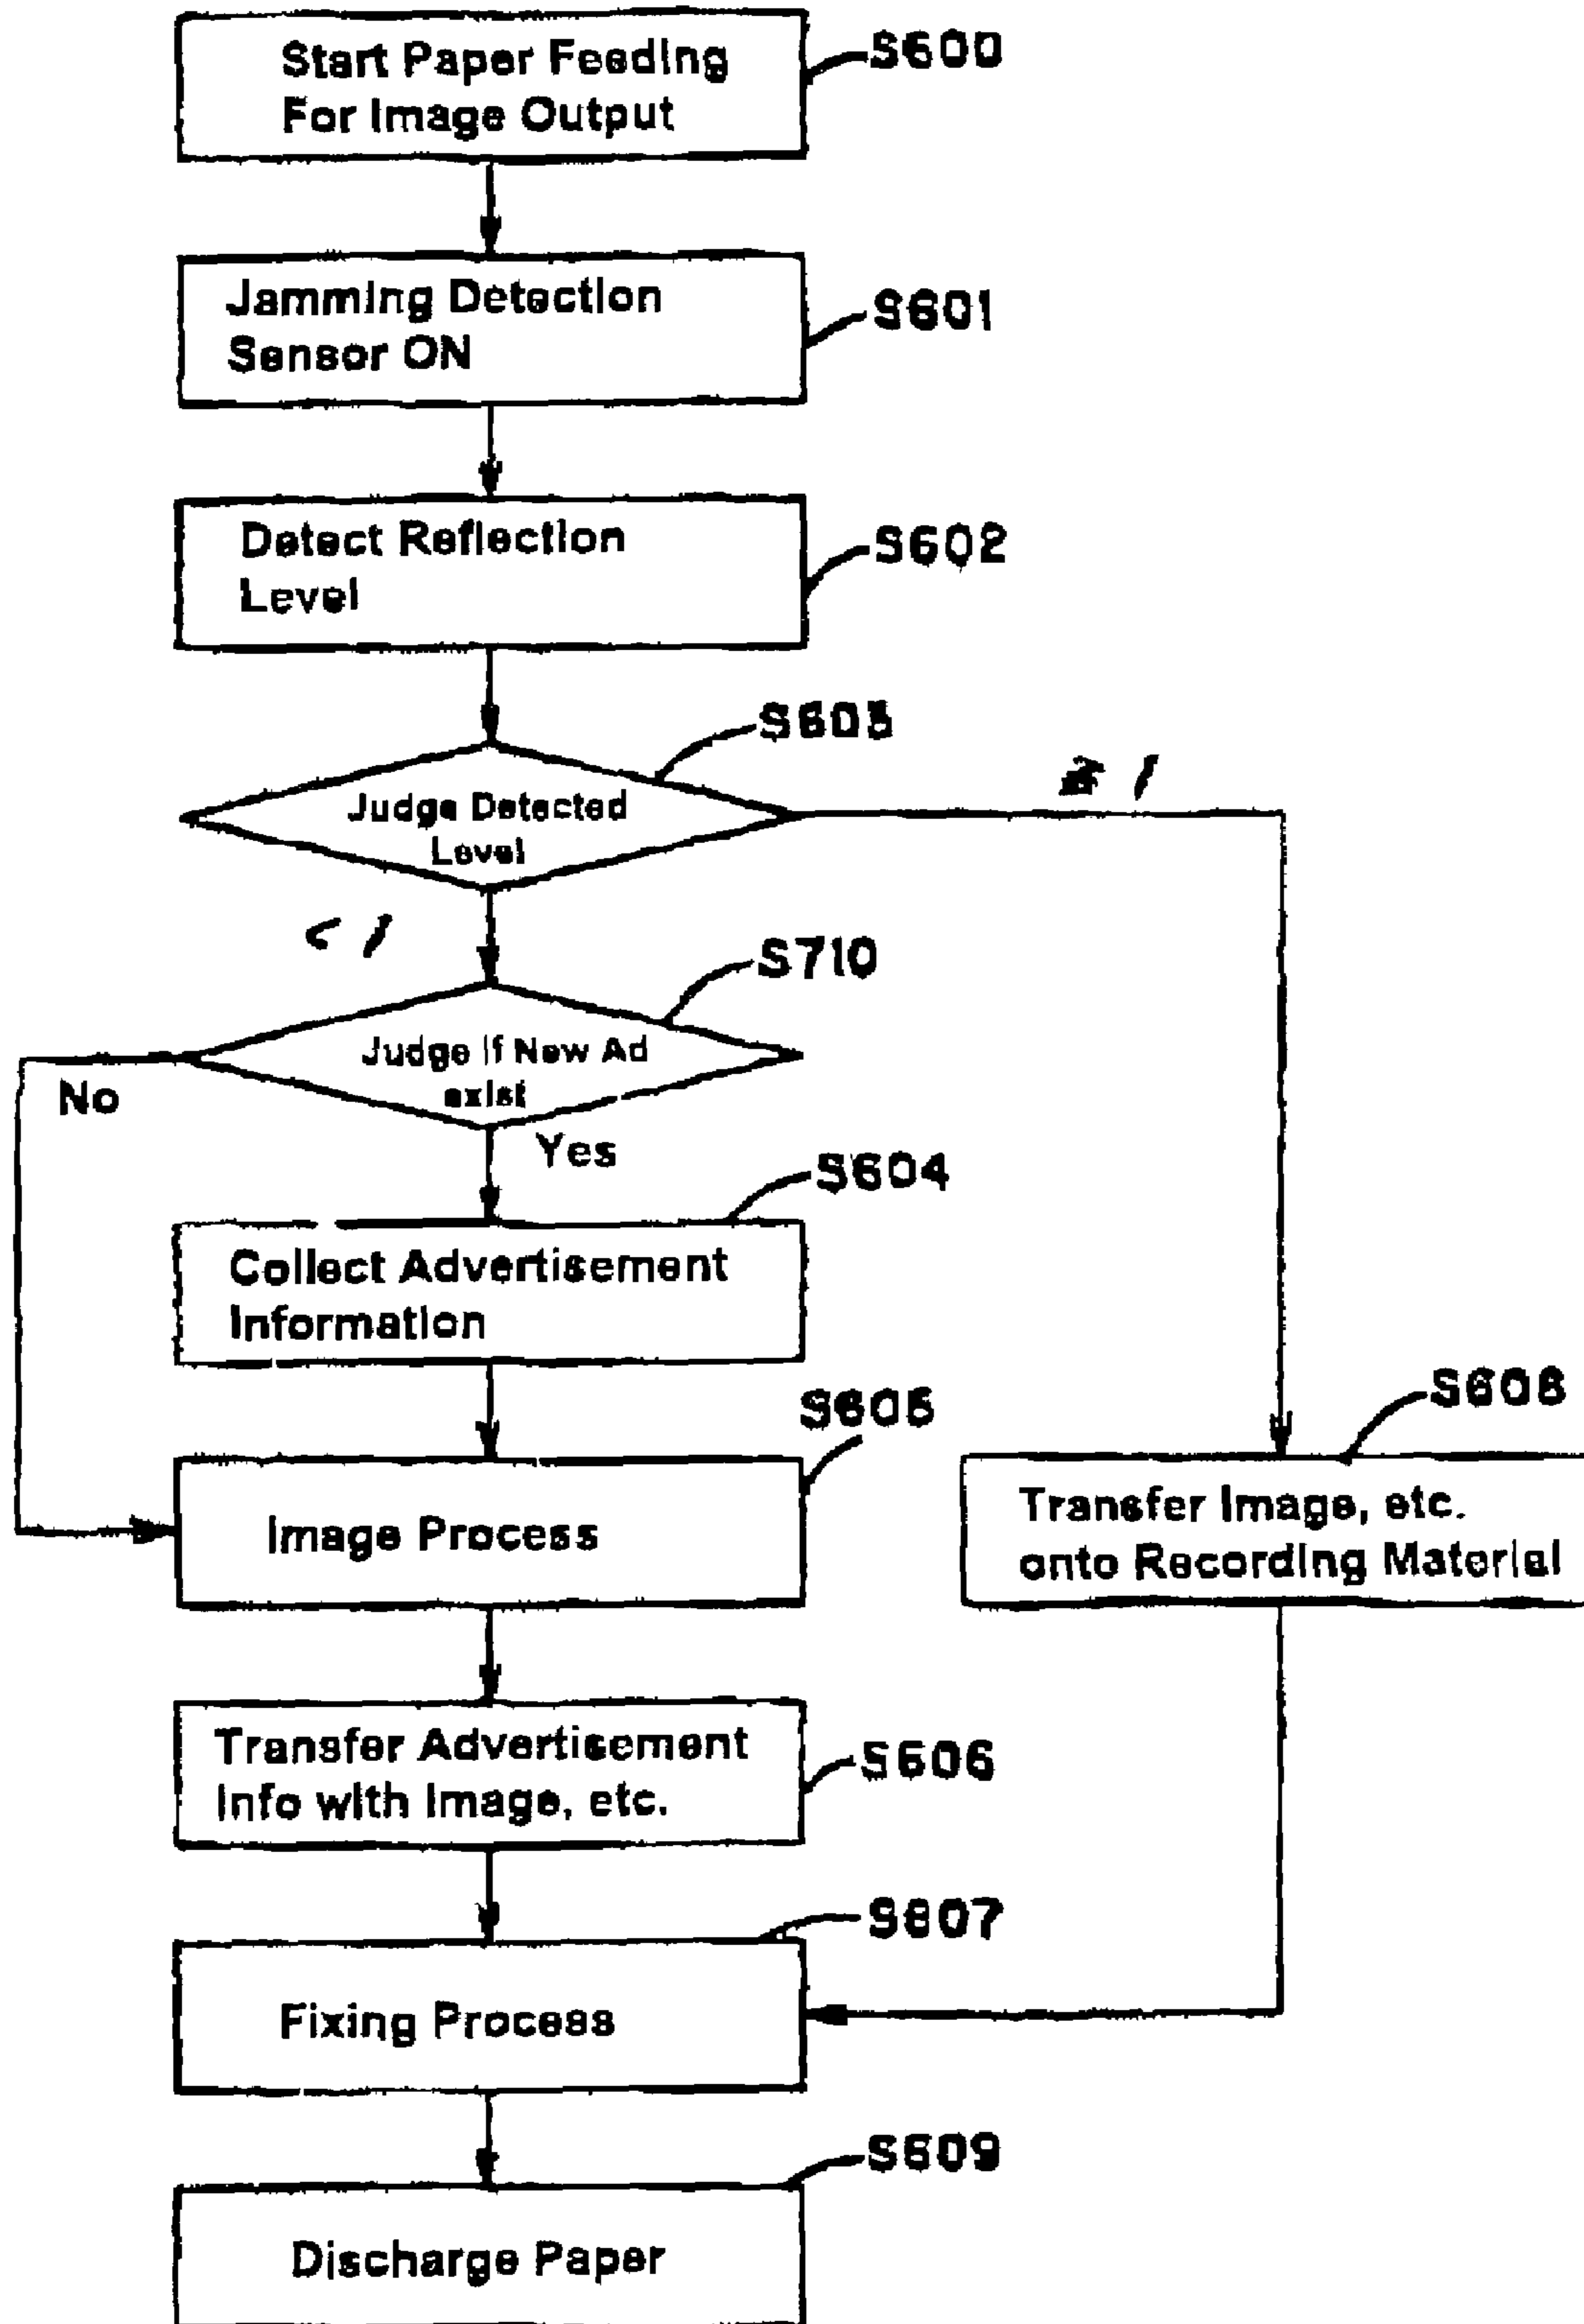 Start Paper Feeding
For Image Output
S600
Jamming Detection
Sensor ON
S601
Detect Reflection
Level
S602
S603
Judge Detected
Level
≥ 1
< 1
S710
Judge if New Ad
exist
No
Yes
S604
Collect Advertisement
Information
S605
Image Process
S608
Transfer Image, etc.
onto Recording Material
Transfer Advertisement
Info with Image, etc.
S606
S607
Fixing Process
S609
Discharge Paper